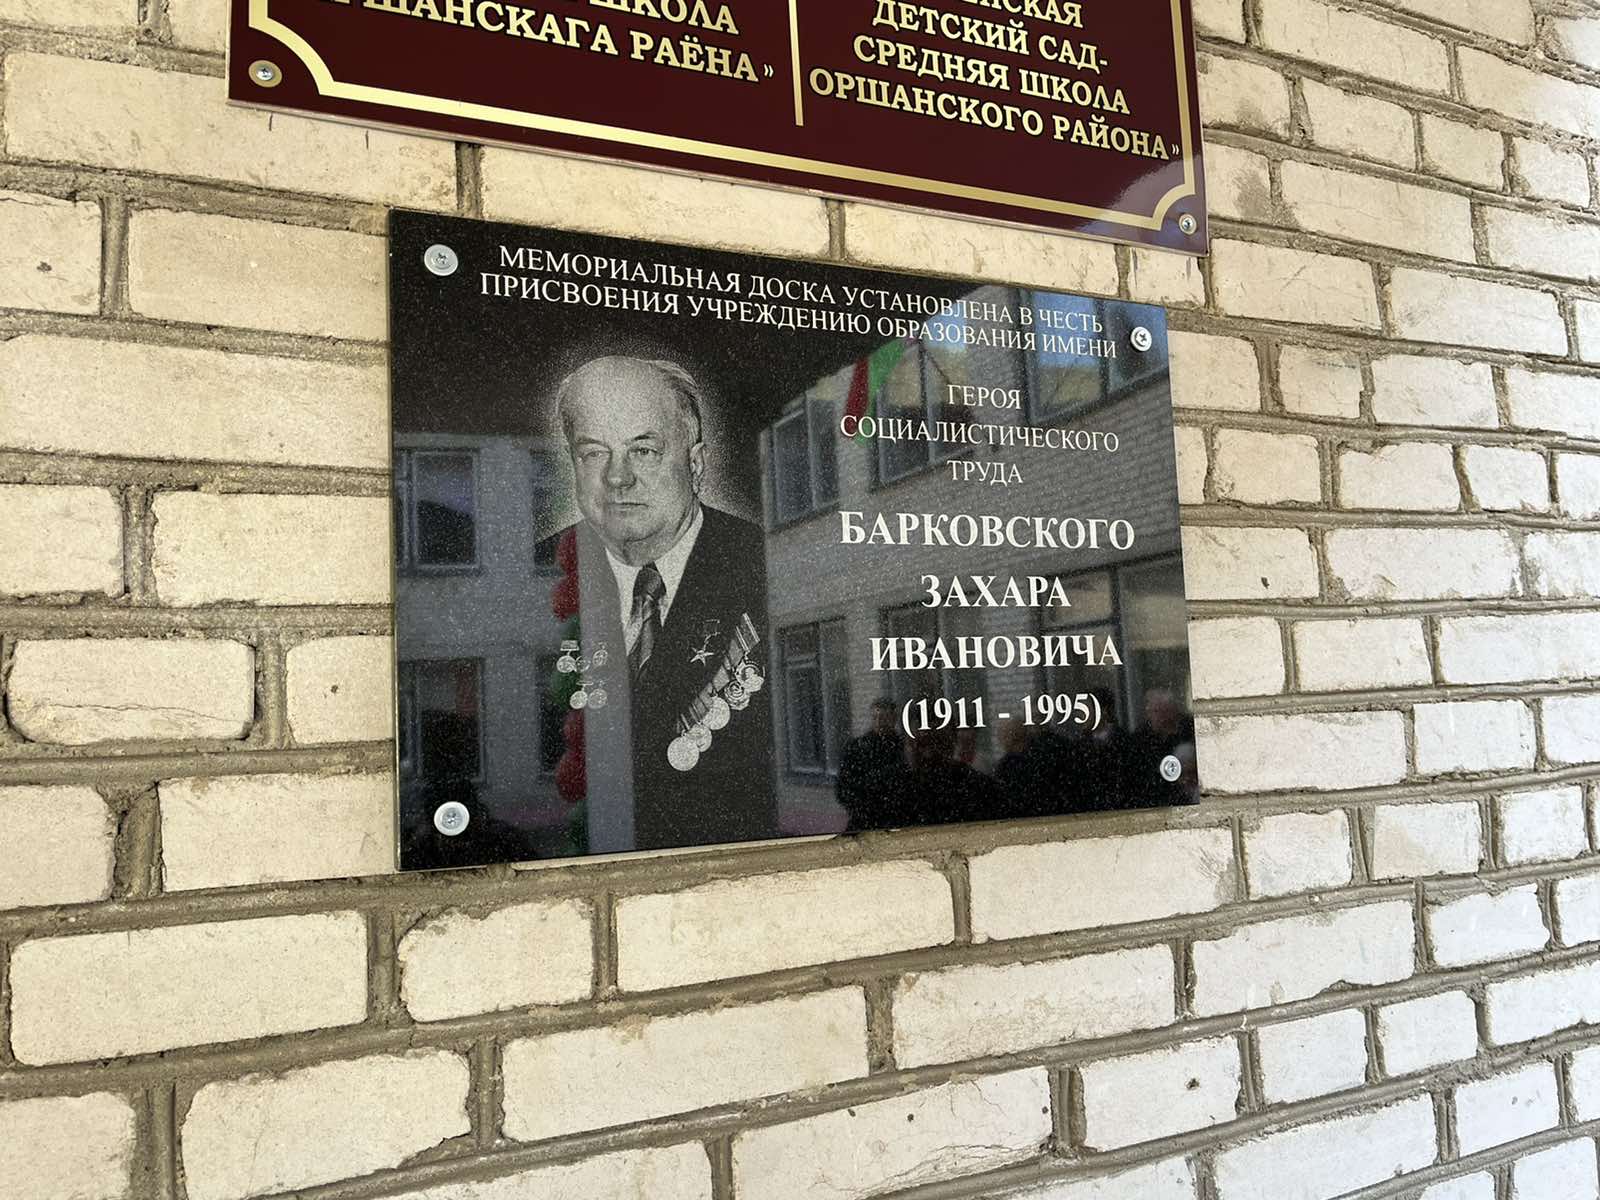 ШКОЛА
РАЁНА»
ДЕТСКИЙ САД-
СРЕДНЯЯ ШКОЛА
ОРШАНСКОГО РАЙОНА»
МЕМОРИАЛЬНАЯ ДОСКА УСТАНОВЛЕНА В ЧЕСТЬ
ПРИСВОЕНИЯ УЧРЕЖДЕНИЮ ОБРАЗОВАНИЯ ИМЕНИ
ГЕРОЯ
СОЦИАЛИСТИЧЕСКОГО
ТРУДА
БАРКОВСКОГО
ЗАХАРА
ИВАНОВИЧА
(1911 - 1995)